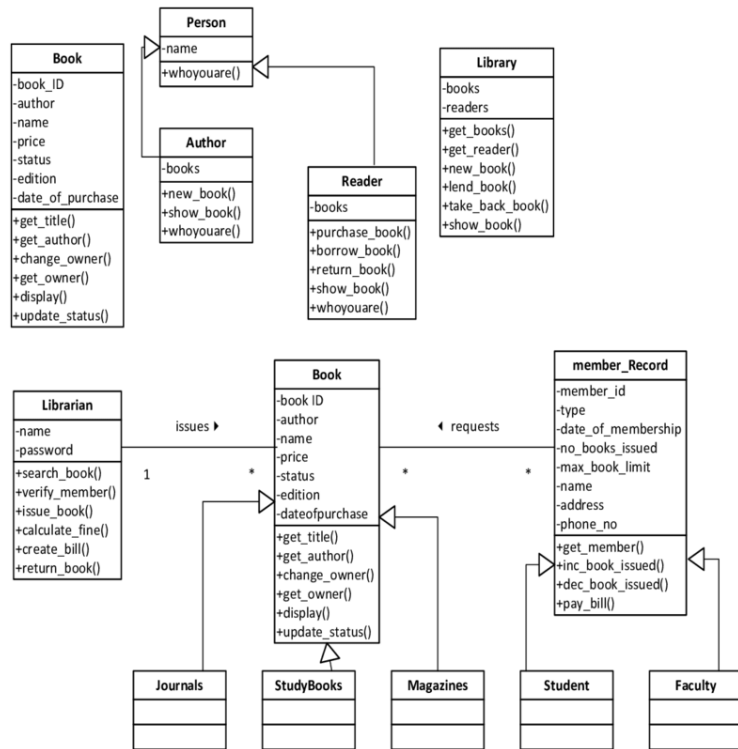 Person
-name
+whoyouare()
Book
-book_ID
-author
-name
-price
-status
-edition
-date_of_purchase
+get_title()
+get_author()
+change_owner()
+get_owner()
+display()
+update_status()
Library
-books
-readers
+get_books()
+get_reader()
+new_book()
+lend_book()
+take_back_book()
+show_book()
Author
-books
+new_book()
+show_book()
+whoyouare()
Reader
-books
+purchase_book()
+borrow_book()
+return_book()
+show_book()
+whoyouare()
Librarian
-name
-password
+search_book()
+verify_member()
+issue_book()
+calculate_fine()
+create_bill()
+return_book()
issues
1
*
Book
-book ID
-author
-name
-price
-status
-edition
-dateofpurchase
+get_title()
+get_author()
+change_owner()
+get_owner()
+display()
+update_status()
requests
*
*
member_Record
-member_id
-type
-date_of_membership
-no_books_issued
-max_book_limit
-name
-address
-phone_no
+get_member()
+inc_book_issued()
+dec_book_issued()
+pay_bill()
Journals
StudyBooks
Magazines
Student
Faculty